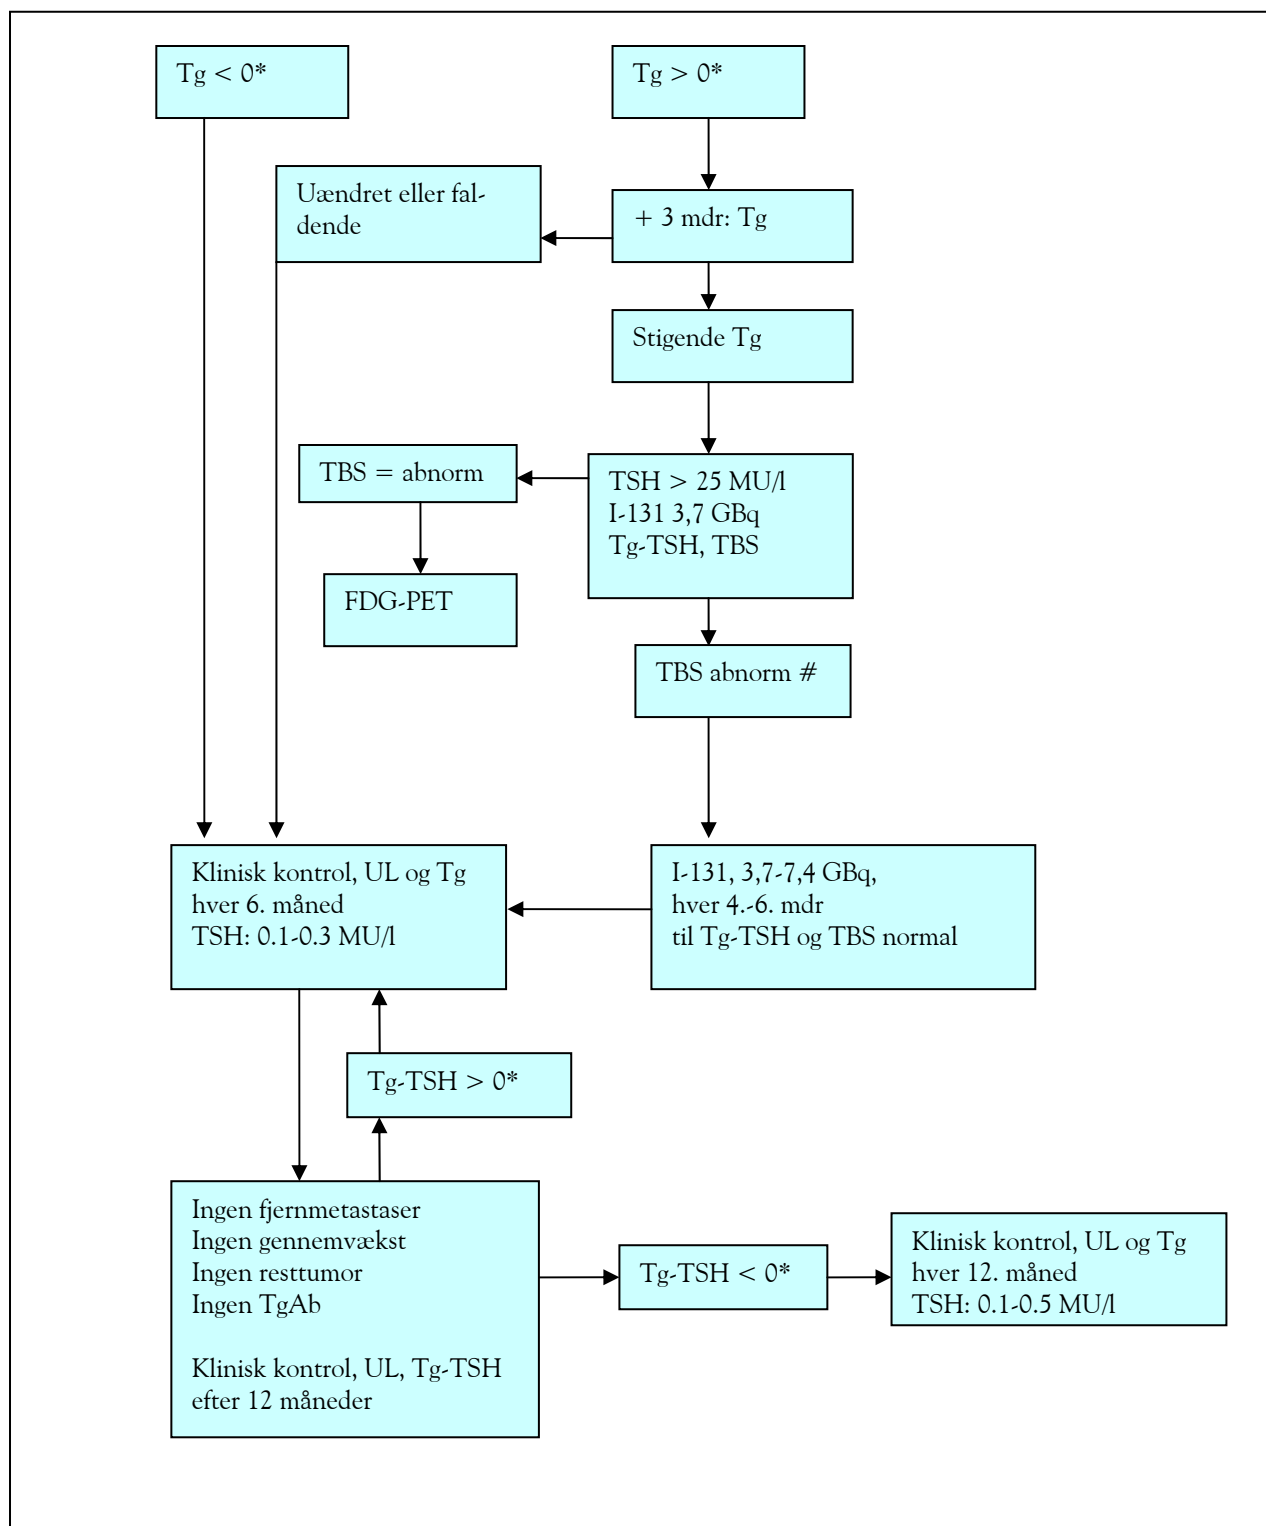 Tg < 0*
Tg > 0*
Uændret eller fal-
dende
+ 3 mdr: Tg
Stigende Tg
TBS = abnorm
TSH > 25 MU/l
I-131 3,7 GBq
Tg-TSH, TBS
FDG-PET
TBS abnorm #
Klinisk kontrol, UL og Tg
hver 6. måned
TSH: 0.1-0.3 MU/l
I-131, 3,7-7,4 GBq,
hver 4.-6. mdr
til Tg-TSH og TBS normal
Tg-TSH > 0*
Ingen fjernmetastaser
Ingen gennemvækst
Ingen resttumor
Ingen TgAb
Klinisk kontrol, UL, Tg-TSH
efter 12 måneder
Tg-TSH < 0*
Klinisk kontrol, UL og Tg
hver 12. måned
TSH: 0.1-0.5 MU/l